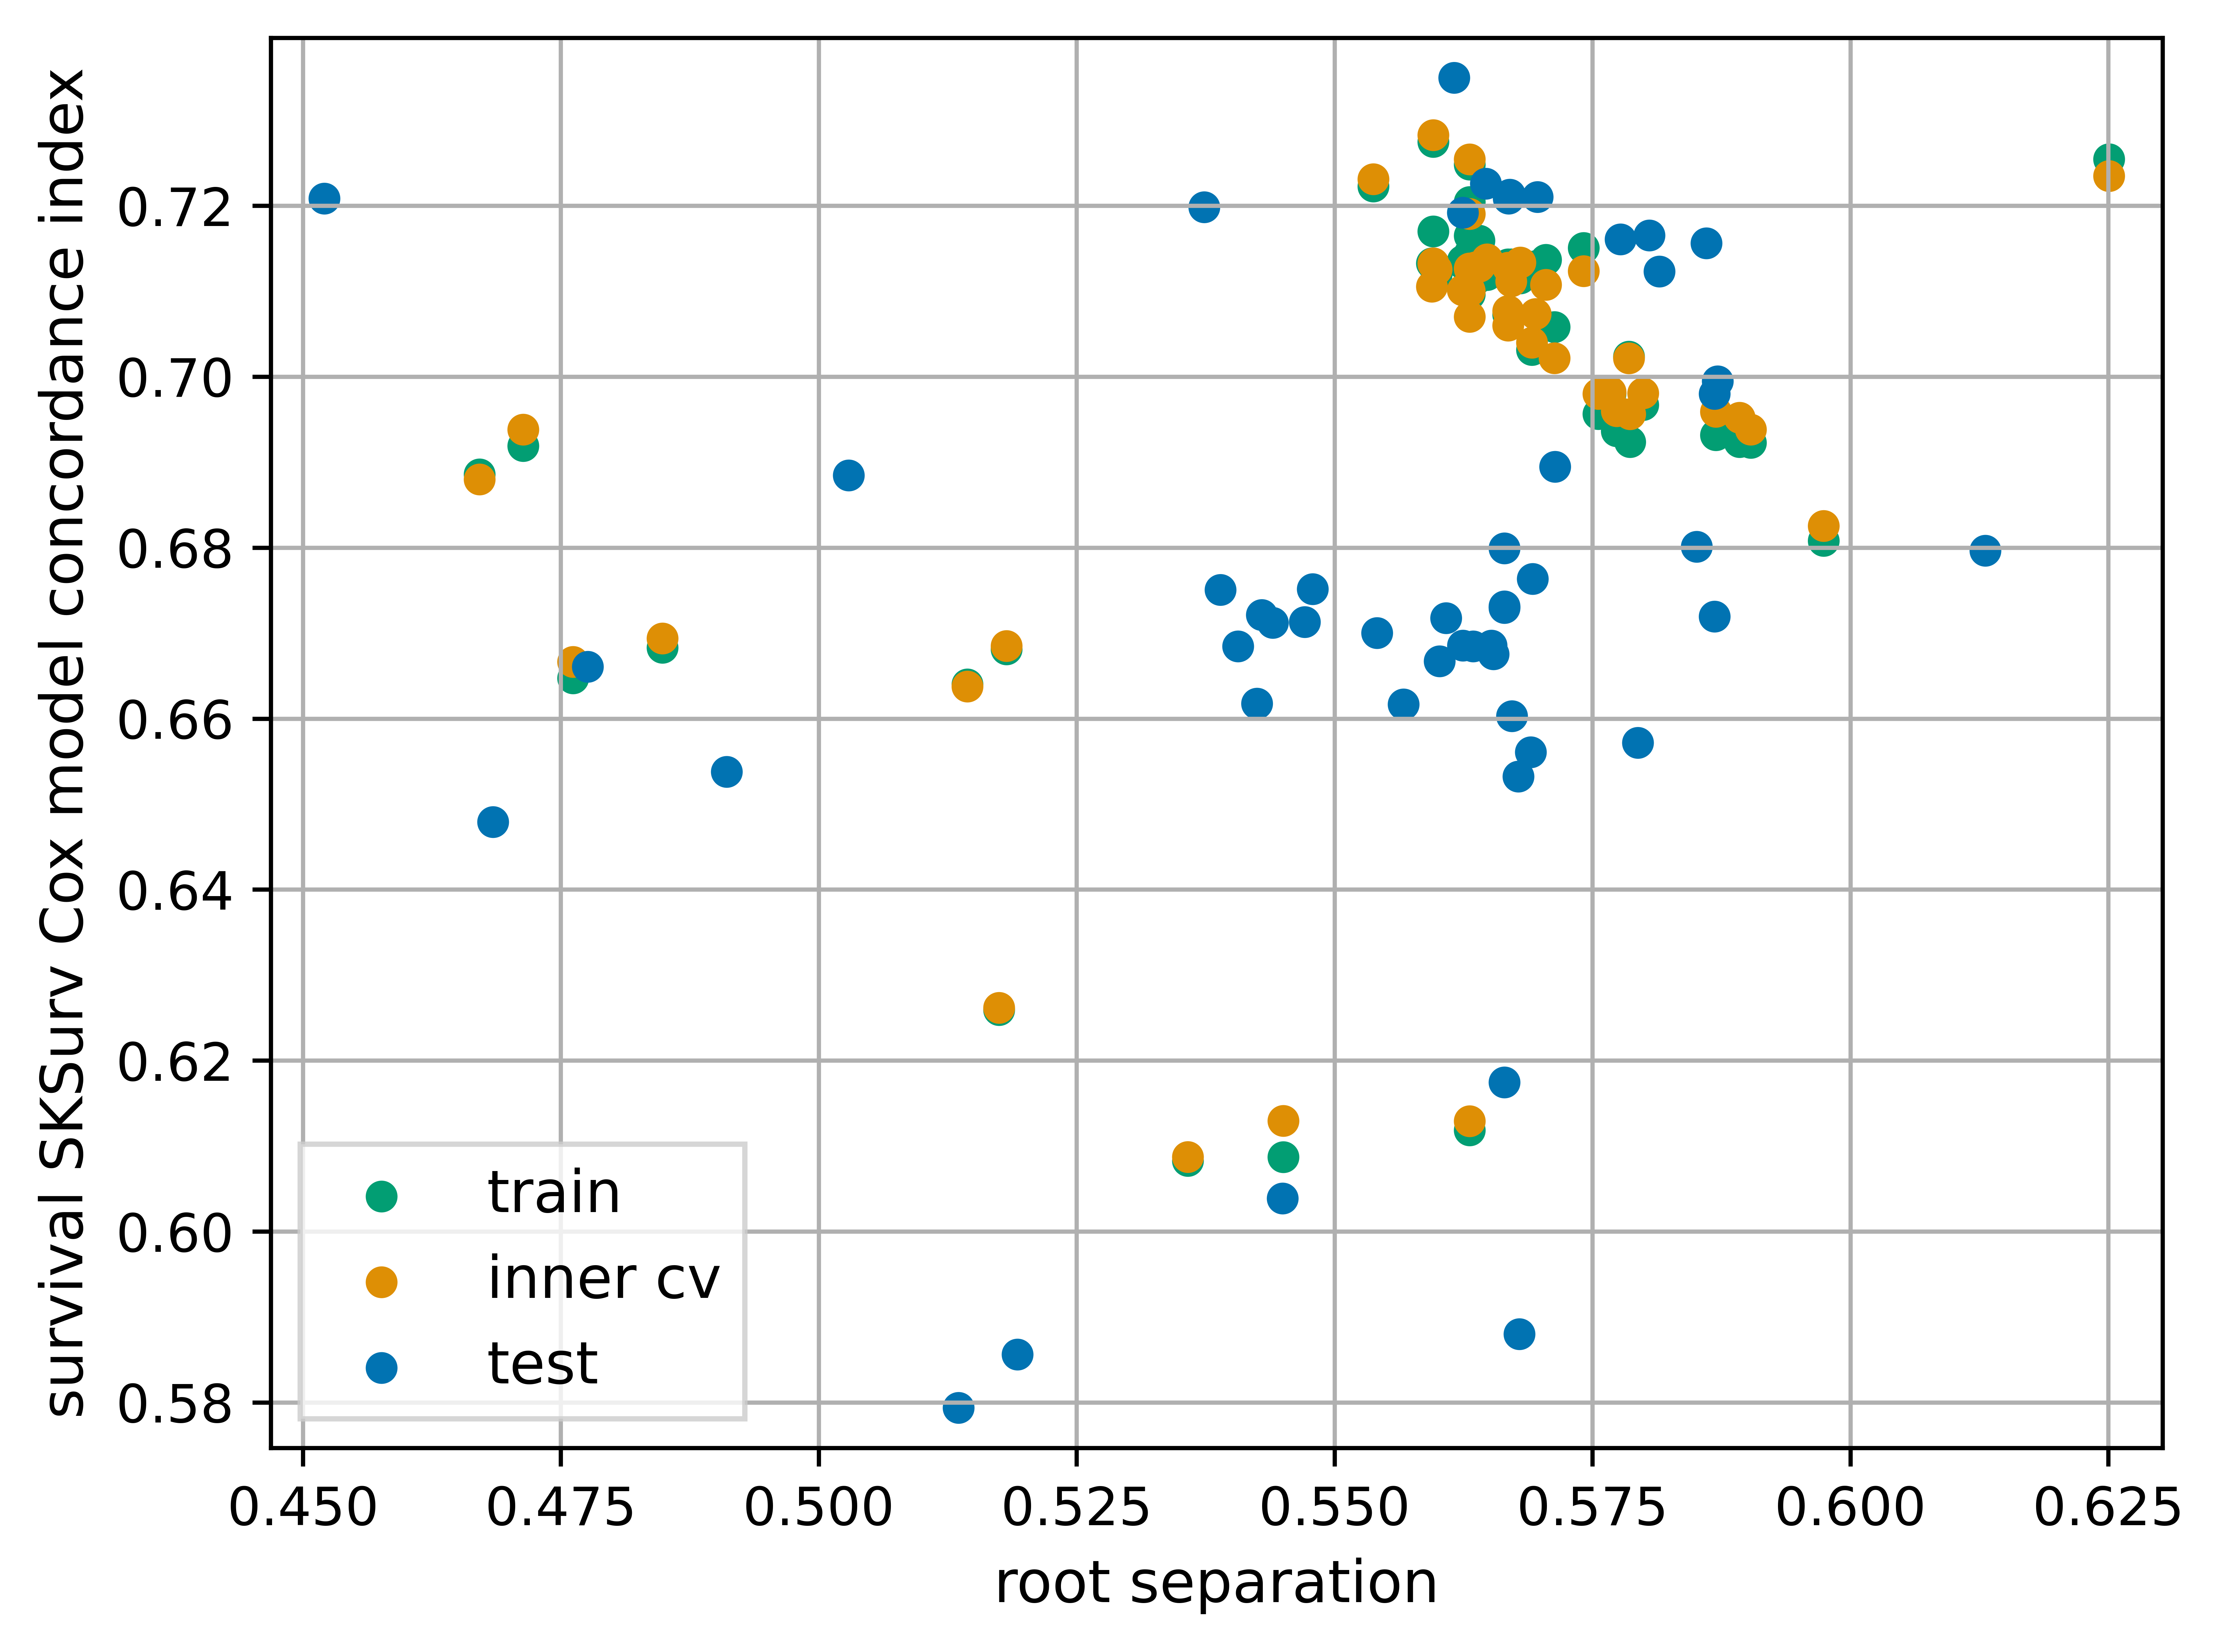 survival SKSurv Cox model concordance index
0.72
0.70
0.68
0.66
0.64
0.62
0.60
0.58
train
inner cv
test
0.450 0.475 0.500 0.525 0.550 0.575 0.600 0.625
root separation